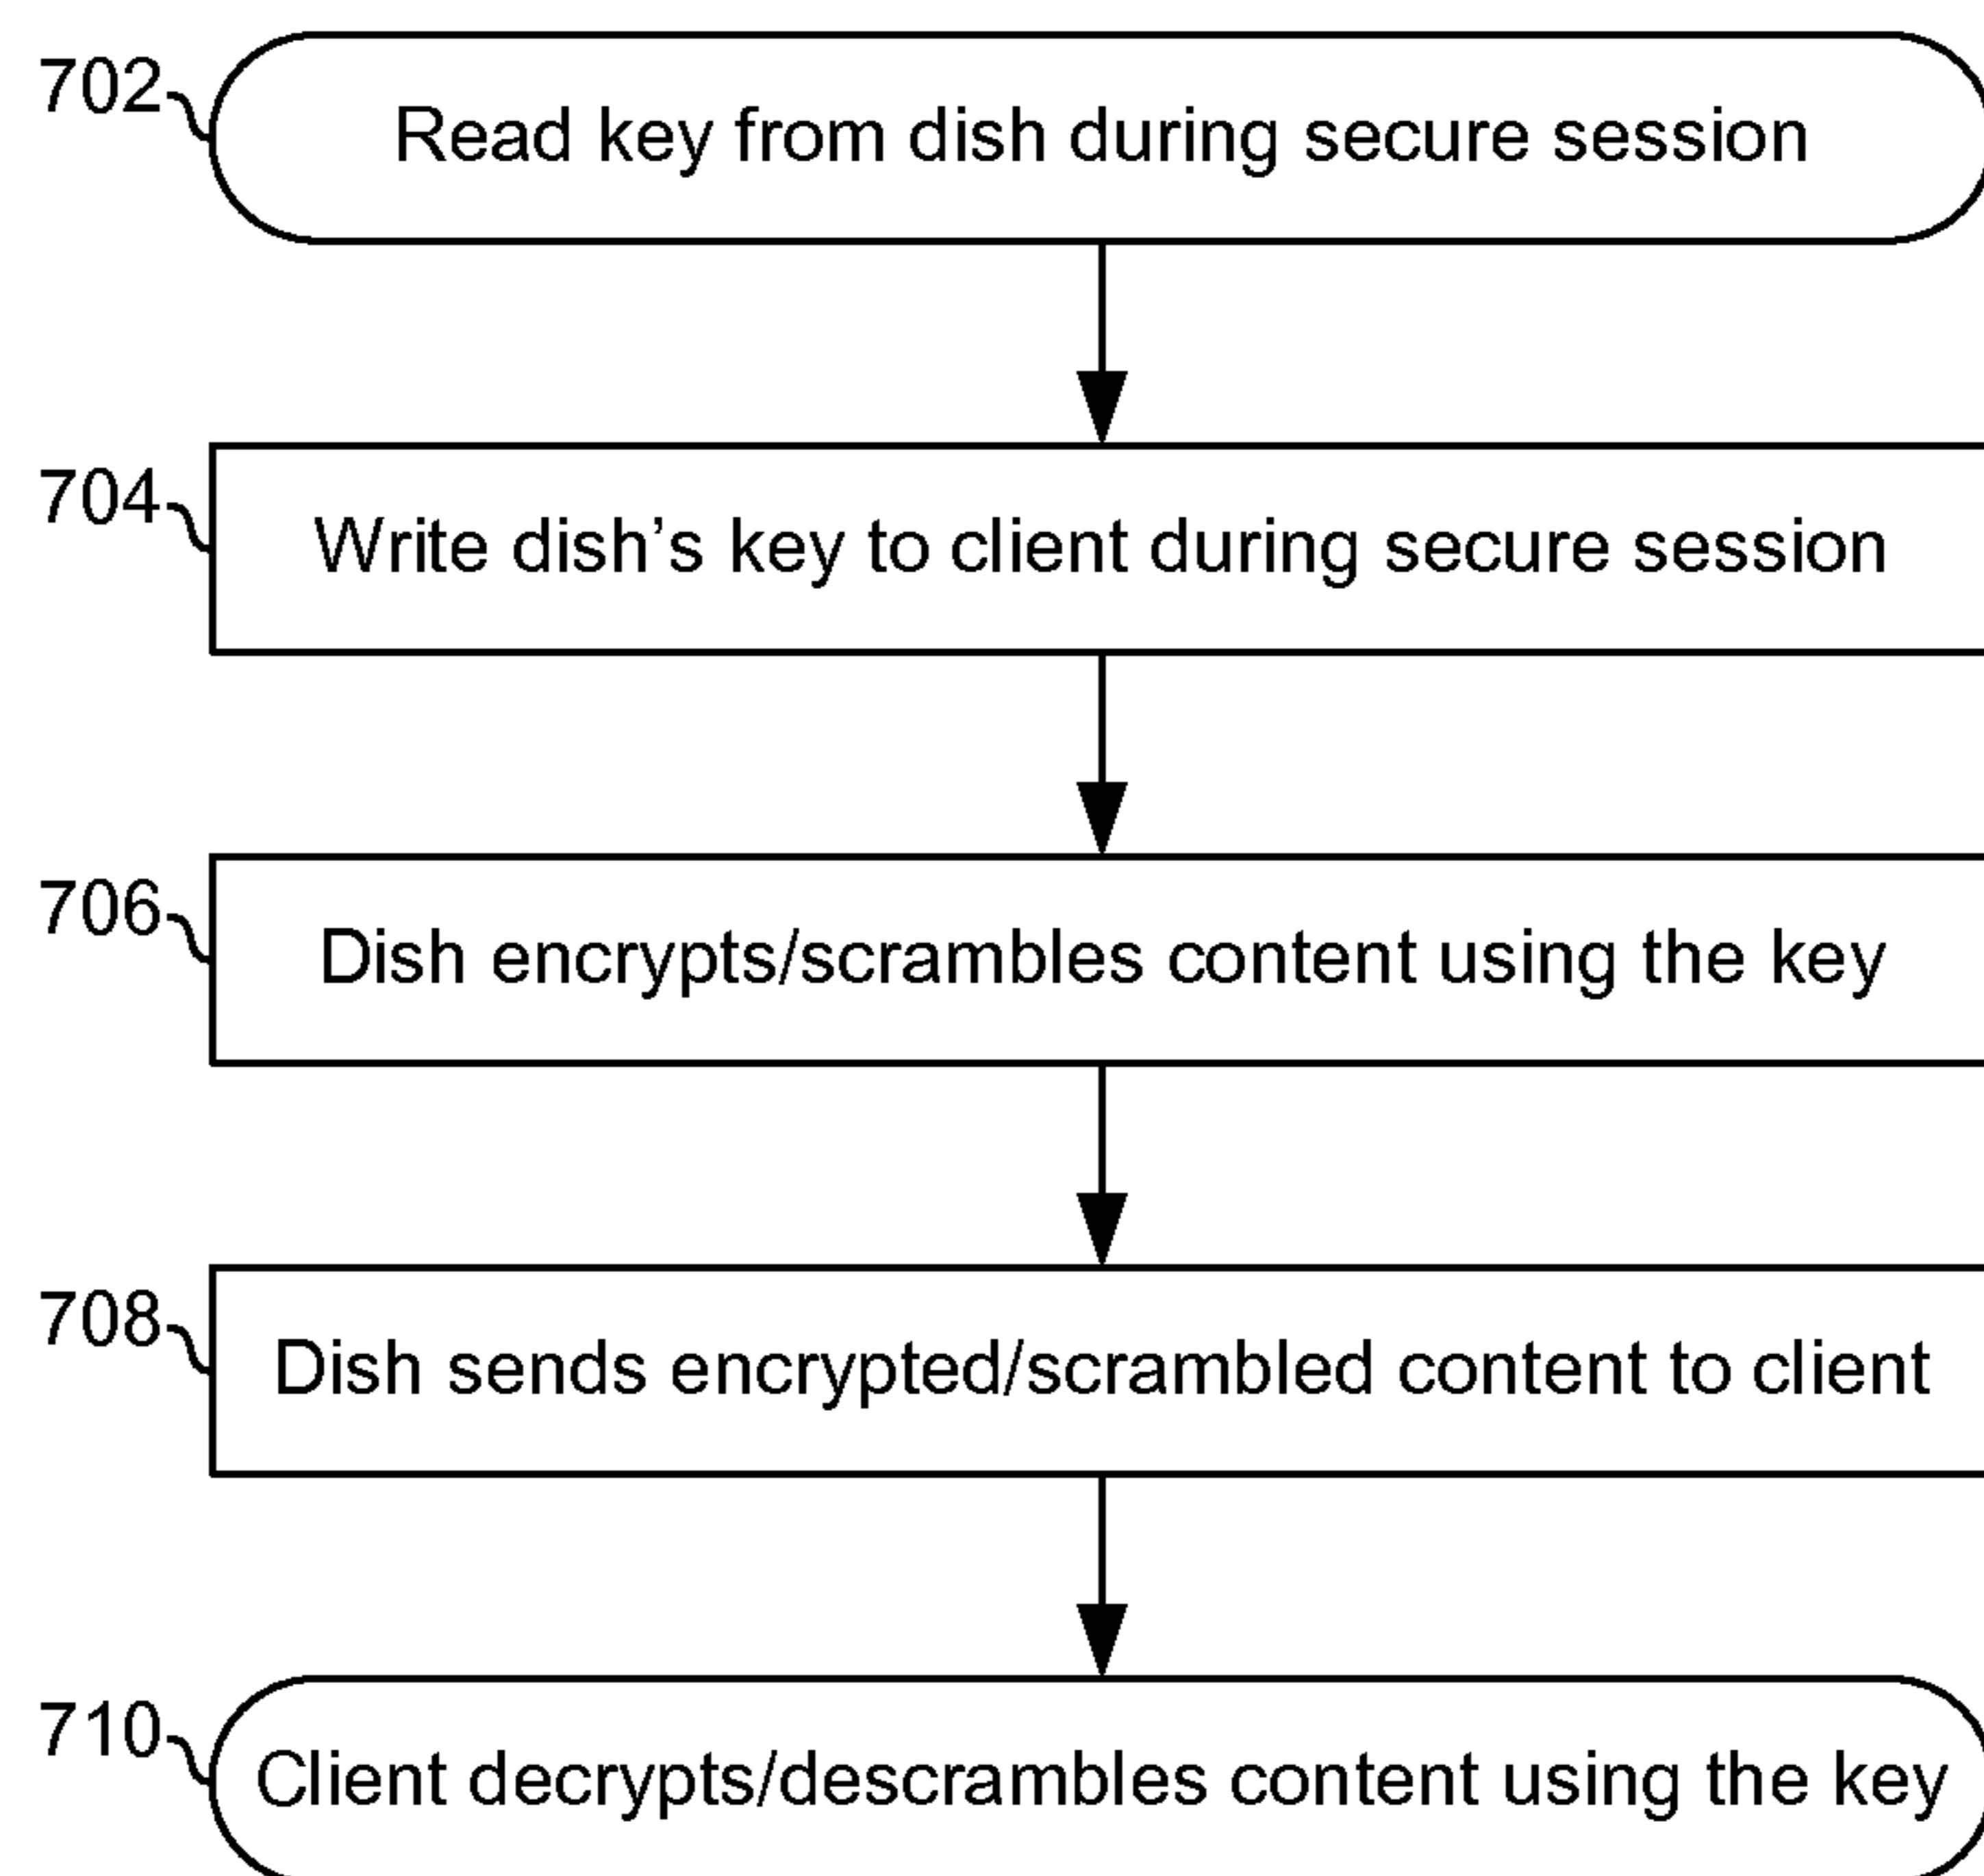 702
Read key from dish during secure session
704
Write dish’s key to client during secure session
706
Dish encrypts/scrambles content using the key
708
Dish sends encrypted/scrambled content to client
710
Client decrypts/descrambles content using the key